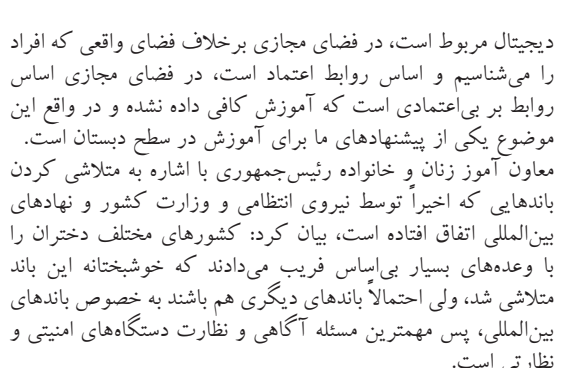 دیجیتال مربوط است، در فضای مجازی برخلاف فضای واقعی که افراد
را می‌شناسیم و اساس روابط اعتماد است، در فضای مجازی اساس
روابط بر بی‌اعتمادی است که آموزش کافی داده نشده و در واقع این
موضوع یکی از پیشنهادهای ما برای آموزش در سطح دبستان است.
معاون آموز زنان و خانواده رئیس‌جمهوری با اشاره به متلاشی کردن
باندهایی که اخیراً توسط نیروی انتظامی و وزارت کشور و نهادهای
بین‌المللی اتفاق افتاده است، بیان کرد: کشورهای مختلف دختران را
با وعده‌های بسیار بی‌اساس فریب می‌دادند که خوشبختانه این باند
متلاشی شد، ولی احتمالاً باندهای دیگری هم باشند به خصوص باندهای
بین‌المللی، پس مهمترین مسئله آگاهی و نظارت دستگاه‌های امنیتی و
نظارتی است.